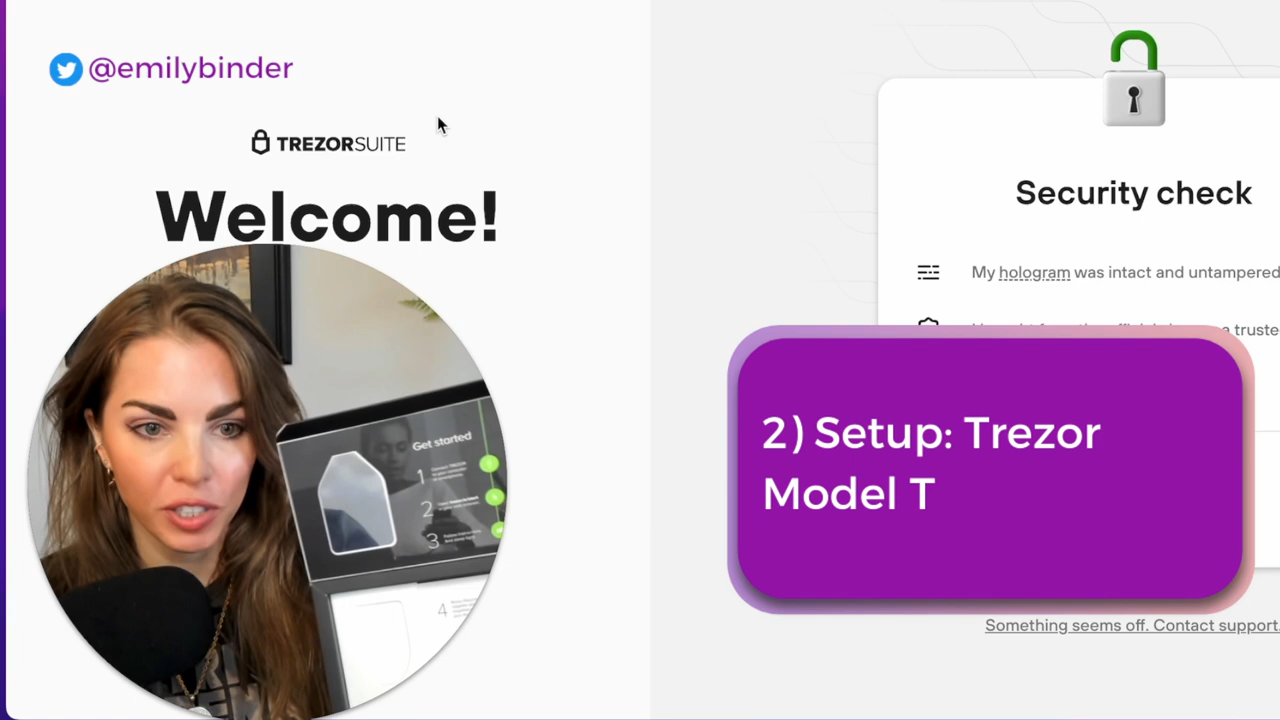 @emilybinder
TREZORSUITE
Welcome!
Security check
My hologram was intact and untampered
a truste
2) Setup: Trezor
Model T
Something seems off. Contact support.
Get started
1
2
3
4